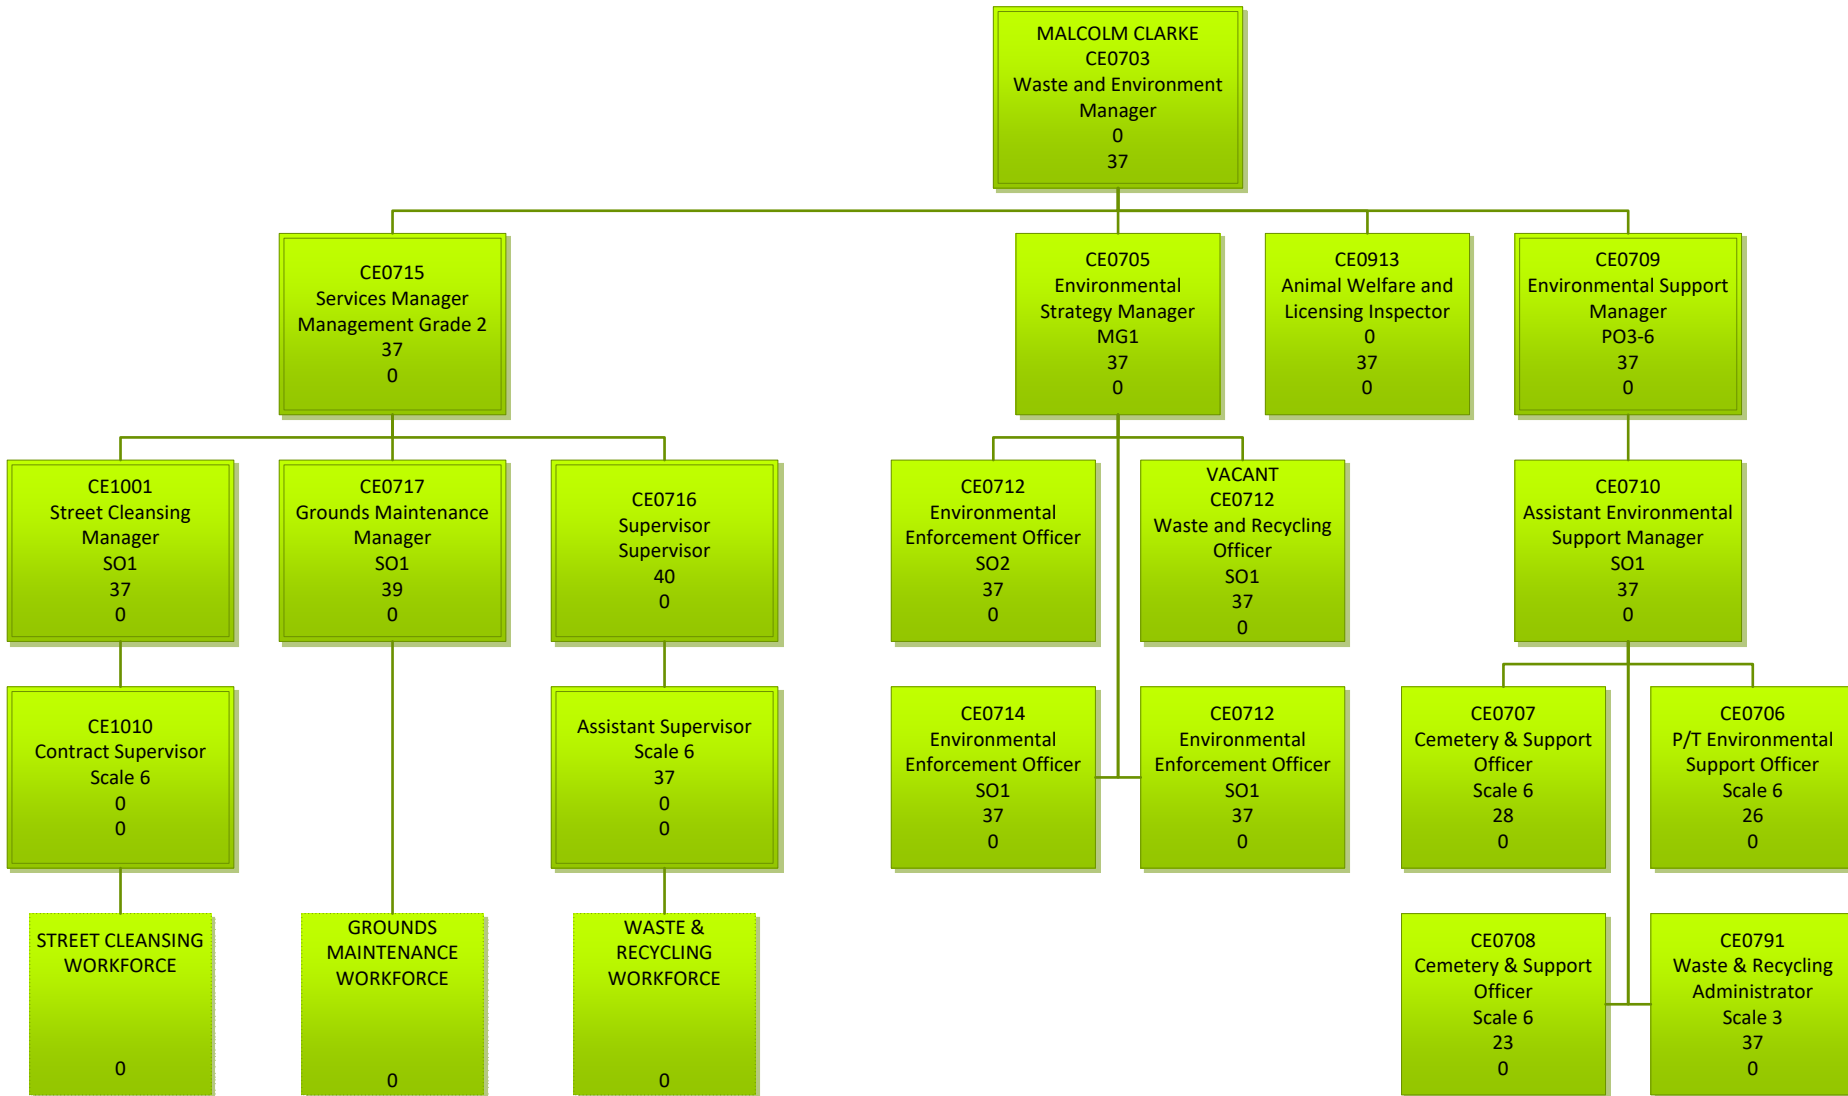 MALCOLM CLARKE
CE0703
Waste and Environment
Manager
0
37
CE0715
Services Manager
Management Grade 2
37
0
CE0705
Environmental
Strategy Manager
MG1
37
0
CE0913
Animal Welfare and
Licensing Inspector
0
37
0
CE0709
Environmental Support
Manager
PO3-6
37
0
CE1001
Street Cleansing
Manager
SO1
37
0
CE0717
Grounds Maintenance
Manager
SO1
39
0
CE0716
Supervisor
Supervisor
40
0
CE0712
Environmental
Enforcement Officer
SO2
37
0
VACANT
CE0712
Waste and Recycling
Officer
SO1
37
0
CE0710
Assistant Environmental
Support Manager
SO1
37
0
CE1010
Contract Supervisor
Scale 6
0
0
Assistant Supervisor
Scale 6
37
0
0
CE0714
Environmental
Enforcement Officer
SO1
37
0
CE0712
Environmental
Enforcement Officer
SO1
37
0
CE0707
Cemetery & Support
Officer
Scale 6
28
0
CE0706
P/T Environmental
Support Officer
Scale 6
26
0
STREET CLEANSING
WORKFORCE
0
GROUNDS
MAINTENANCE
WORKFORCE
0
WASTE &
RECYCLING
WORKFORCE
0
CE0708
Cemetery & Support
Officer
Scale 6
23
0
CE0791
Waste & Recycling
Administrator
Scale 3
37
0